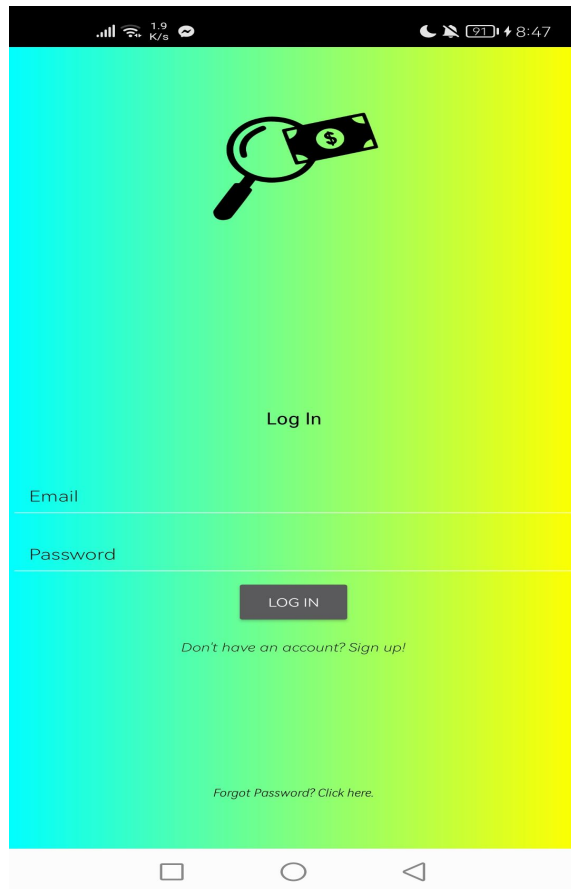 1.9
K/s
91 8:47
$
Log In
Email
Password
LOG IN
Don't have an account? Sign up!
Forgot Password? Click here.